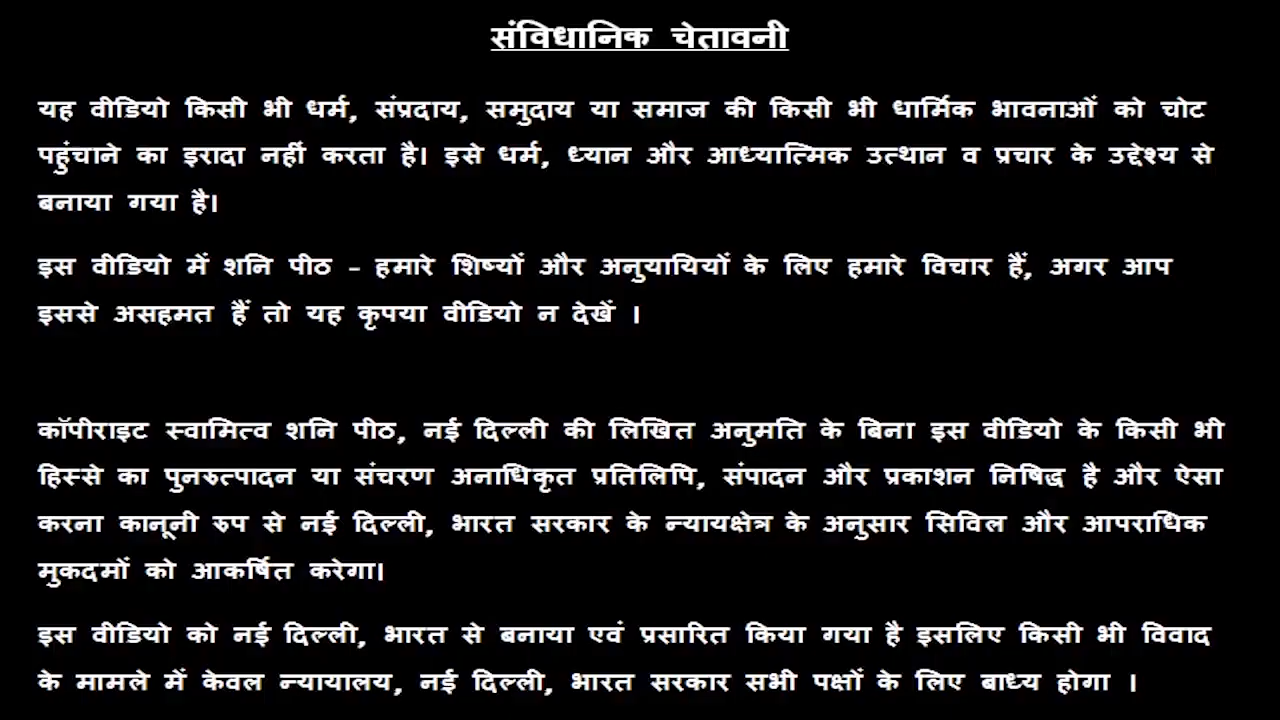 संविधानिक चेतावनी
यह वीडियो किसी भी धर्म, संप्रदाय, समुदाय या समाज की किसी भी धार्मिक भावनाओं को चोट
पहुंचाने का इरादा नहीं करता है। इसे धर्म, ध्यान और आध्यात्मिक उत्थान व प्रचार के उद्देश्य से
बनाया गया है।
इस वीडियो में शनि पीठ – हमारे शिष्यों और अनुयायियों के लिए हमारे विचार हैं, अगर आप
इससे असहमत हैं तो यह कृपया वीडियो न देखें ।
कॉपीराइट स्वामित्व शनि पीठ, नई दिल्ली की लिखित अनुमति के बिना इस वीडियो के किसी भी
हिस्से का पुनरुत्पादन या संचरण अनाधिकृत प्रतिलिपि, संपादन और प्रकाशन निषिद्ध है और ऐसा
करना कानूनी रुप से नई दिल्ली, भारत सरकार के न्यायक्षेत्र के अनुसार सिविल और आपराधिक
मुकदमों को आकर्षित करेगा।
इस वीडियो को नई दिल्ली, भारत से बनाया एवं प्रसारित किया गया है इसलिए किसी भी विवाद
के मामले में केवल न्यायालय, नई दिल्ली, भारत सरकार सभी पक्षों के लिए बाध्य होगा ।